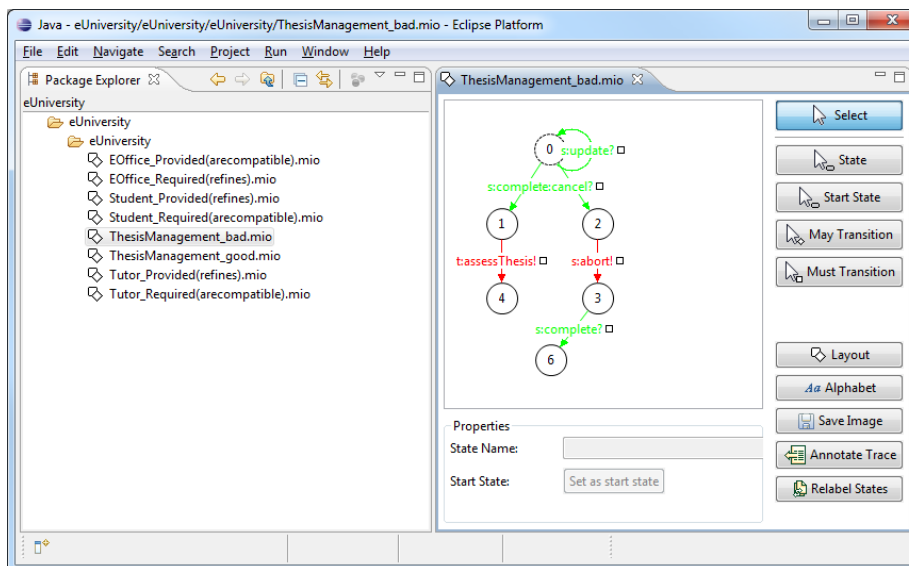 Java - eUniversity/eUniversity/eUniversity/ThesisManagement_bad.mio - Eclipse Platform
File Edit Navigate Search Project Run Window Help
Package Explorer
eUniversity
eUniversity
eUniversity
EOffice_Provided(arecompatible).mio
EOffice_Required(refines).mio
Student_Provided(refines).mio
Student_Required(arecompatible).mio
ThesisManagement_bad.mio
ThesisManagement_good.mio
Tutor_Provided(refines).mio
Tutor_Required(arecompatible).mio
ThesisManagement_bad.mio
0 s:update?
s:complete:cancel?
1 2
t:assessThesis! s:abort!
4 3
s:complete?
6
Properties
State Name:
Start State: Set as start state
Select
State
Start State
May Transition
Must Transition
Layout
Aa Alphabet
Save Image
Annotate Trace
Relabel States